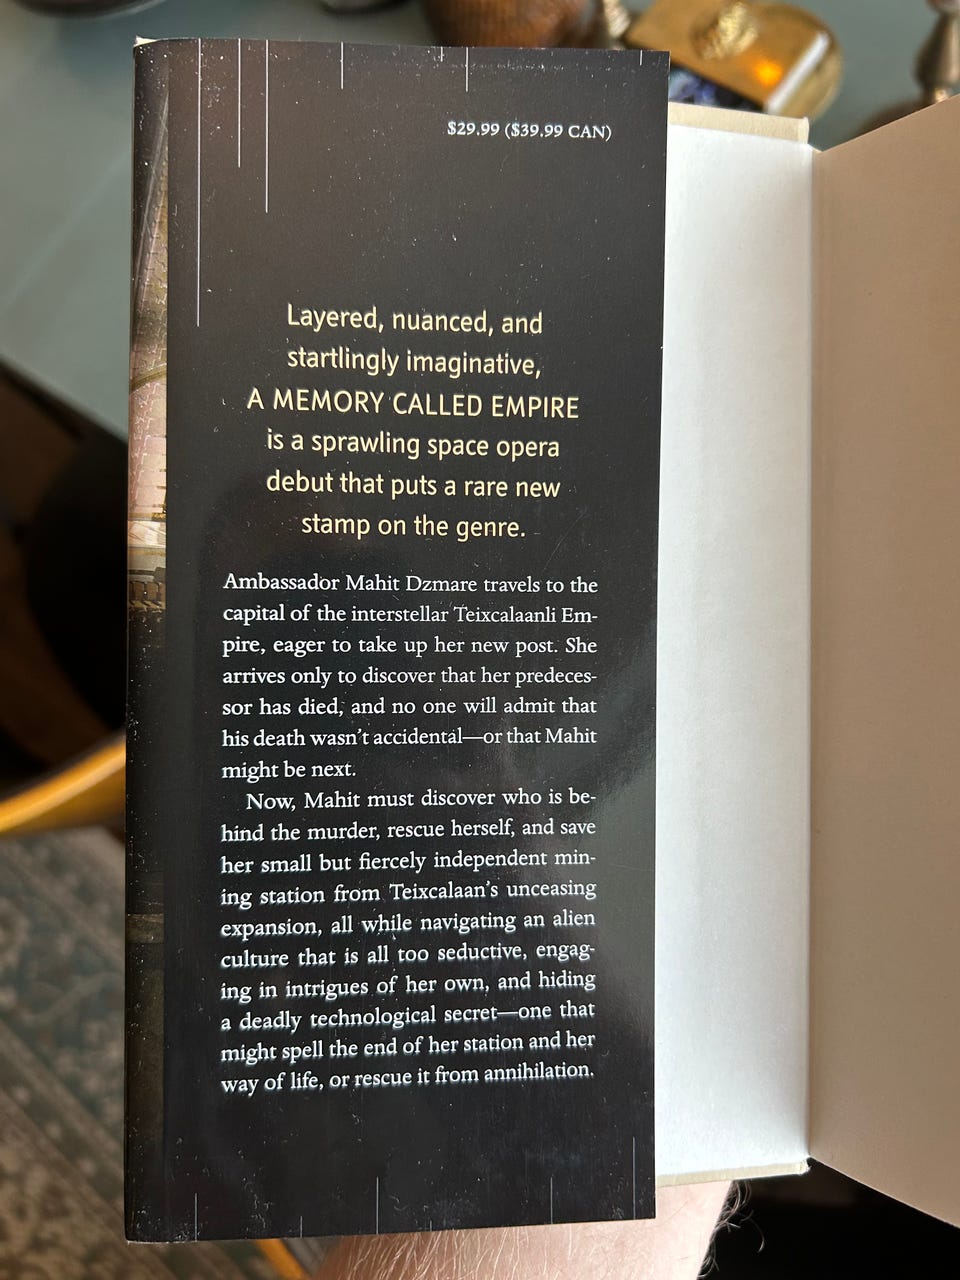 $29.99 ($39.99 CAN)
Layered, nuanced, and
startlingly imaginative,
A MEMORY CALLED EMPIRE
is a sprawling space opera
debut that puts a rare new
stamp on the genre.
Ambassador Mahit Dzmare travels to the
capital of the interstellar Teixcalaanli Em-
pire, eager to take up her new post. She
arrives only to discover that her predeces-
sor has died, and no one will admit that
his death wasn’t accidental—or that Mahit
might be next.
Now, Mahit must discover who is be-
hind the murder, rescue herself, and save
her small but fiercely independent min-
ing station from Teixcalaan’s unceasing
expansion, all while navigating an alien
culture that is all too seductive, engag-
ing in intrigues of her own, and hiding
a deadly technological secret—one that
might spell the end of her station and her
way of life, or rescue it from annihilation.